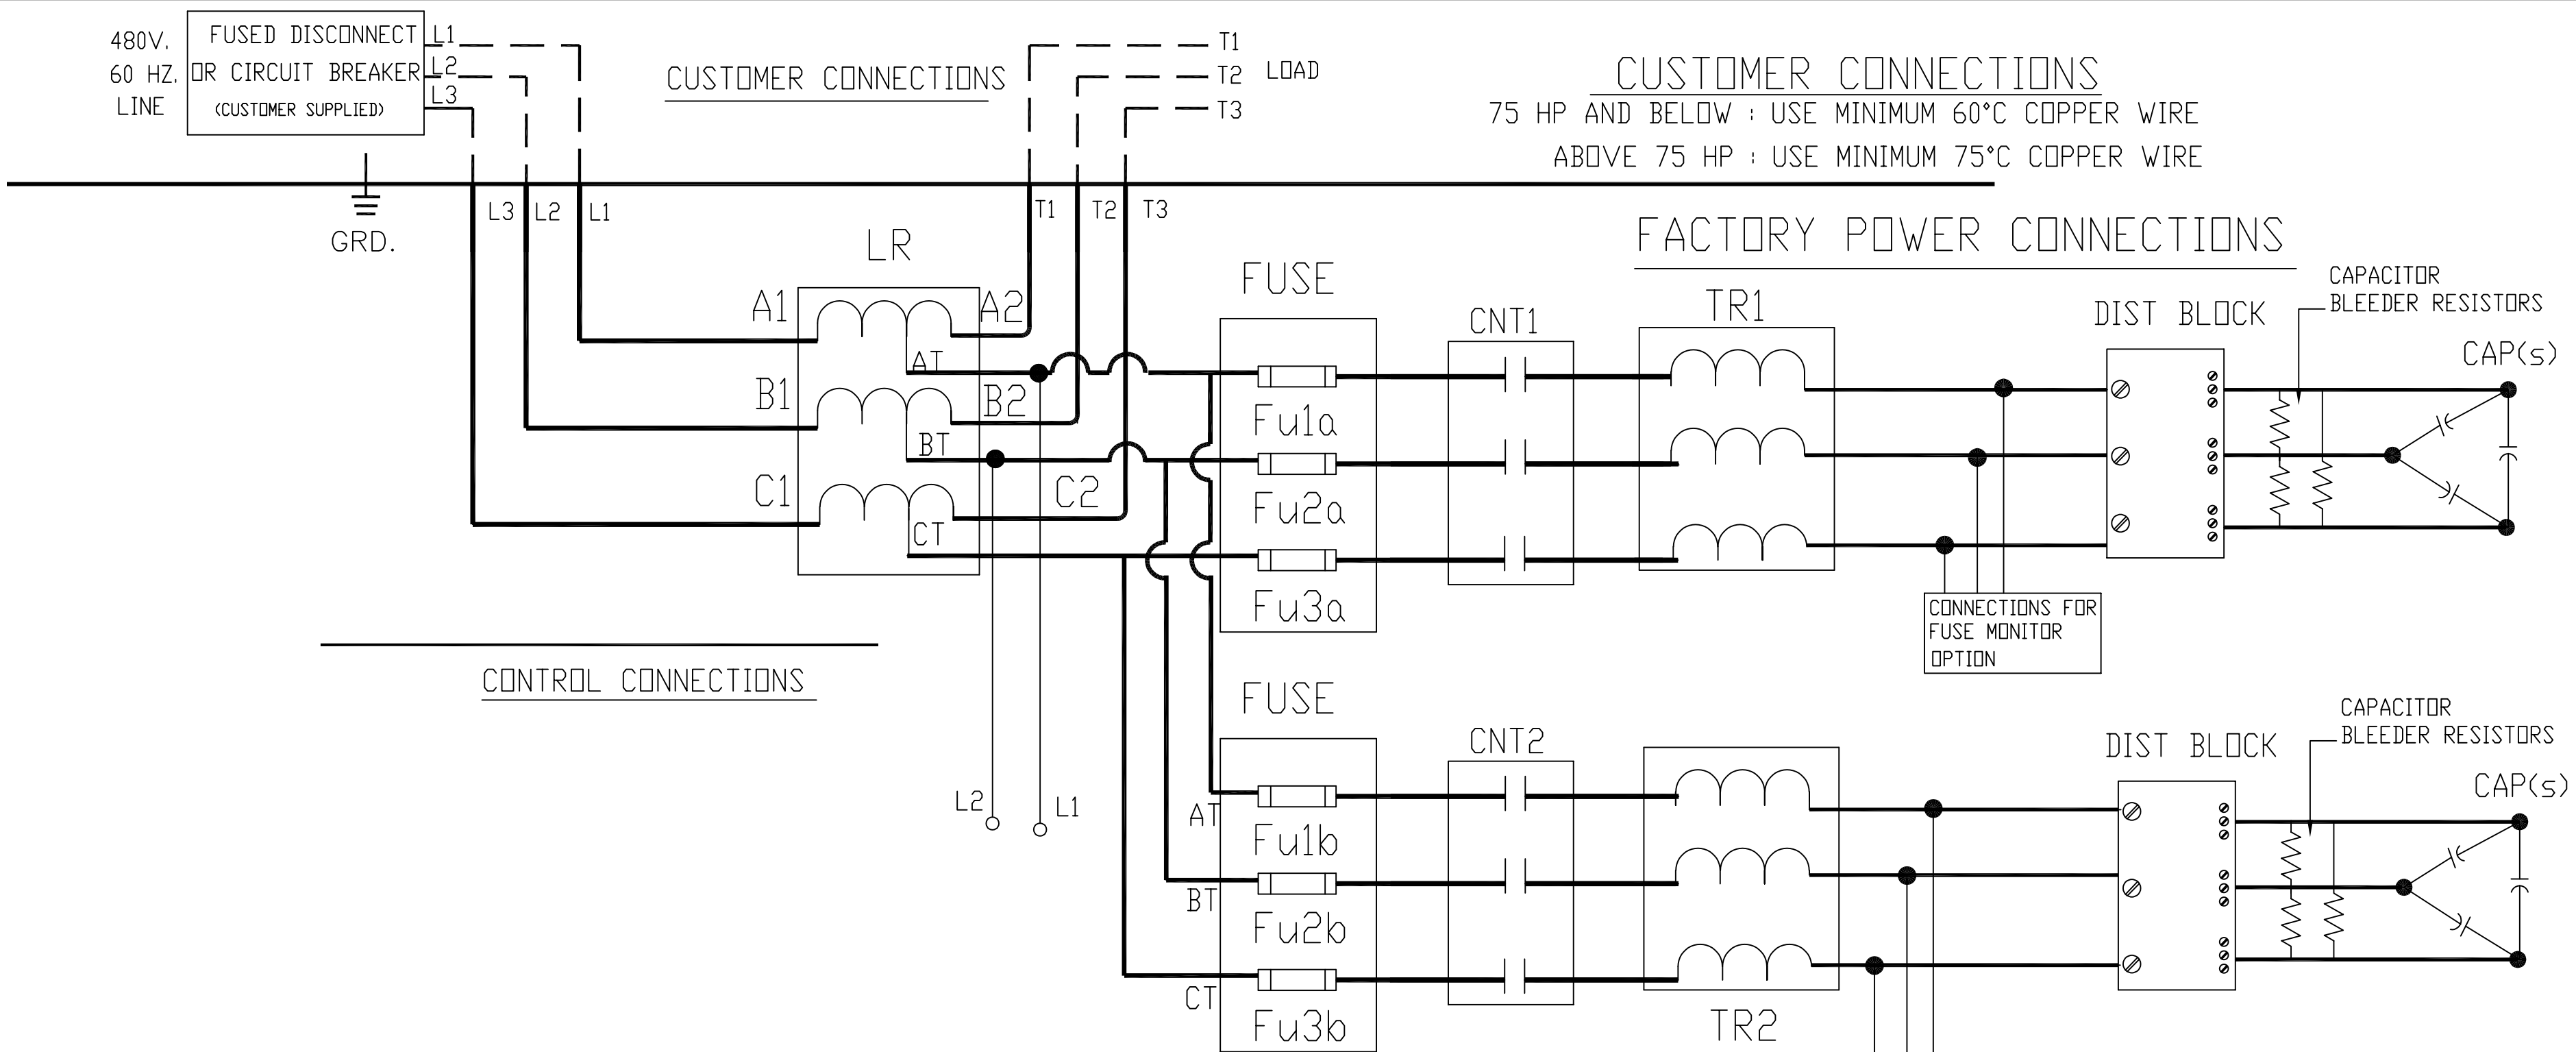 480V.
60 HZ.
LINE
FUSED DISCONNECT
OR CIRCUIT BREAKER
(CUSTOMER SUPPLIED)
L1
L2
L3
GRD.
CUSTOMER CONNECTIONS
T1
T2
T3
LOAD
CUSTOMER CONNECTIONS
75 HP AND BELOW : USE MINIMUM 60°C COPPER WIRE
ABOVE 75 HP : USE MINIMUM 75°C COPPER WIRE
L3
L2
L1
T1
T2
T3
FACTORY POWER CONNECTIONS
LR
A1
A2
AT
B1
B2
BT
C1
C2
CT
FUSE
Fu1a
Fu2a
Fu3a
CNT1
TR1
DIST BLOCK
CAPACITOR
BLEEDER RESISTORS
CAP(s)
CONNECTIONS FOR
FUSE MONITOR
OPTION
CONTROL CONNECTIONS
L2
L1
FUSE
AT
Fu1b
BT
Fu2b
CT
Fu3b
CNT2
TR2
DIST BLOCK
CAPACITOR
BLEEDER RESISTORS
CAP(s)